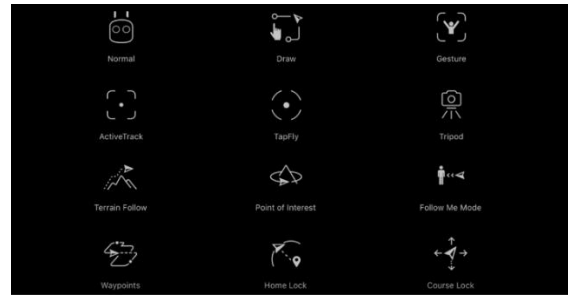 Normal
Draw
Gesture
ActiveTrack
TapFly
Tripod
Terrain Follow
Point of Interest
Follow Me Mode
Waypoints
Home Lock
Course Lock